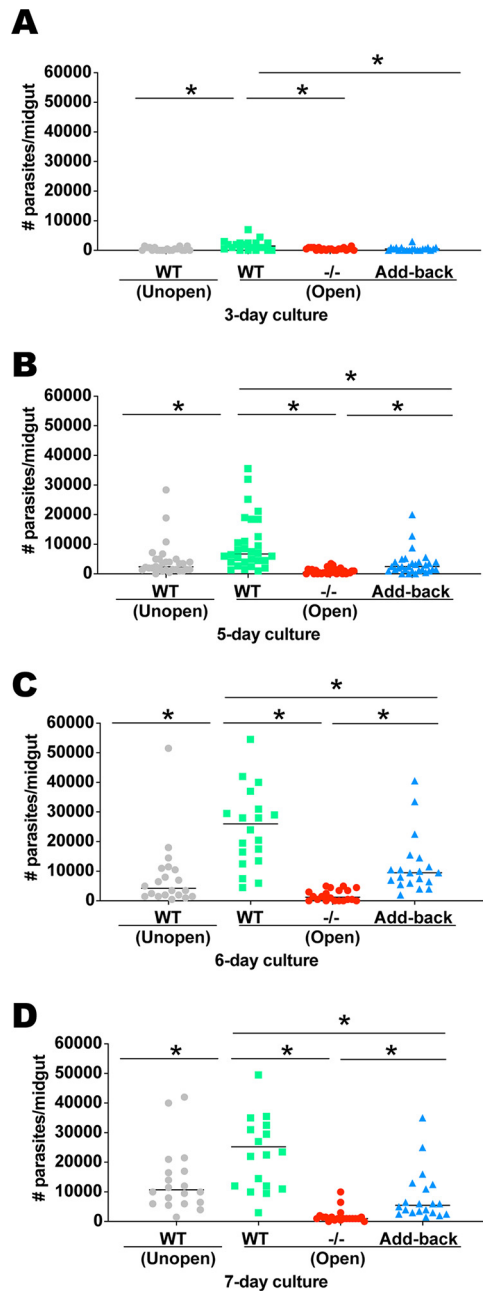 A
*
* *
# parasites/midgut
60000
50000
40000
30000
20000
10000
0
WT WT -/- Add-back
(Unopen) (Open)
3-day culture
B
*
* * *
# parasites/midgut
60000
50000
40000
30000
20000
10000
0
WT WT -/- Add-back
(Unopen) (Open)
5-day culture
C
*
* * *
# parasites/midgut
60000
50000
40000
30000
20000
10000
0
WT WT -/- Add-back
(Unopen) (Open)
6-day culture
D
*
* * *
# parasites/midgut
60000
50000
40000
30000
20000
10000
0
WT WT -/- Add-back
(Unopen) (Open)
7-day culture